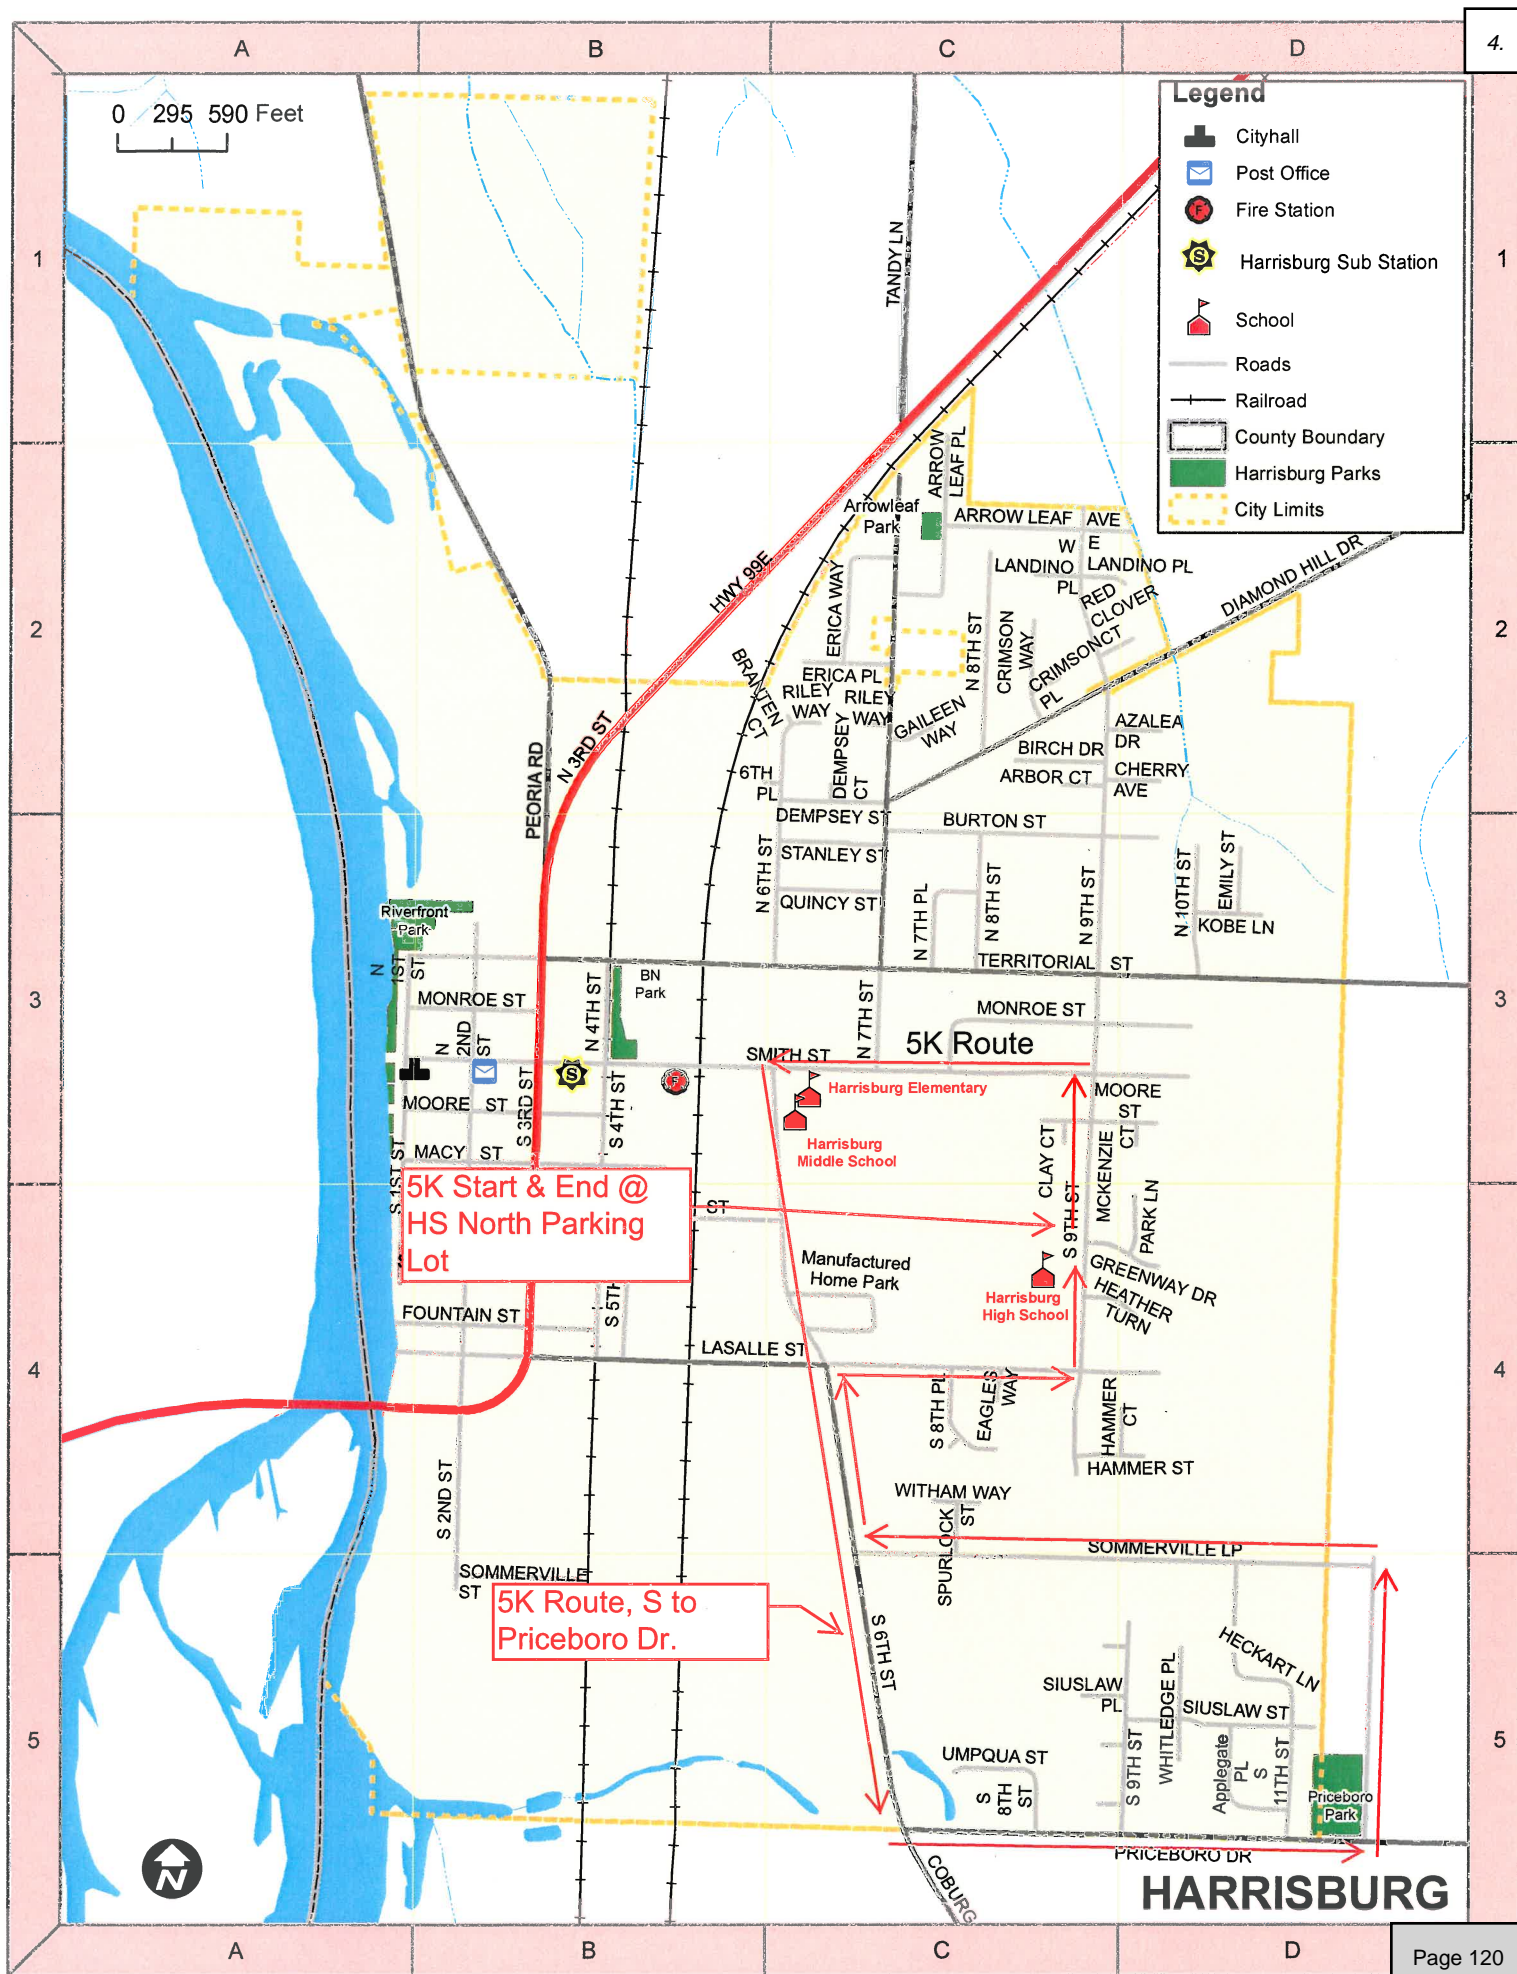 A
B
C
D
4.
0 295 590 Feet
Legend
Cityhall
Post Office
F
Fire Station
S
Harrisburg Sub Station
School
Roads
Railroad
County Boundary
Harrisburg Parks
City Limits
1
1
TANDY LN
ARROW
LEAF PL
Arrowleaf
Park
ARROW LEAF AVE
W
LANDINO
PL
E
LANDINO PL
DIAMOND HILL DR
HWY 99E
ERICA WAY
RED
CLOVER
CT
2
2
N 8TH ST
CRIMSON
WAY
CRIMSON
PL
BRANTEN
CT
ERICA PL
RILEY
WAY
RILEY
WAY
GAILEEN
WAY
N 3RD ST
PEORIA RD
DEMPSEY
CT
AZALEA
DR
BIRCH DR
6TH
PL
ARBOR CT
CHERRY
AVE
DEMPSEY ST
BURTON ST
STANLEY ST
N 6TH ST
QUINCY ST
N 7TH PL
N 8TH ST
N 9TH ST
N 10TH ST
EMILY ST
KOBE LN
Riverfront
Park
N
1ST
ST
TERRITORIAL ST
BN
Park
N 4TH ST
MONROE ST
MONROE ST
3
3
N
2ND
ST
N 7TH ST
SMITH ST
5K Route
S
F
Harrisburg Elementary
MOORE ST
MOORE
ST
S 3RD ST
S 4TH ST
Harrisburg
Middle School
MACY ST
S 1ST ST
CLAY CT
MCKENZIE
CT
5K Start & End @
HS North Parking
Lot
ST
S 9TH ST
PARK LN
Manufactured
Home Park
GREENWAY DR
HEATHER
TURN
Harrisburg
High School
FOUNTAIN ST
S 5TH
LASALLE ST
4
4
S 8TH PL
EAGLES
WAY
HAMMER
CT
HAMMER ST
S 2ND ST
WITHAM WAY
SPURLOCK
ST
SOMMERVILLE LP
SOMMERVILLE
ST
5K Route, S to
Priceboro Dr.
S 6TH ST
HECKART LN
SIUSLAW
PL
WHITLEDGE PL
SIUSLAW ST
5
5
UMPQUA ST
S
8TH
ST
S 9TH ST
Applegate
PL
S
11TH ST
Priceboro
Park
PRICEBORO DR
COBURG
N
HARRISBURG
A
B
C
D
Page 120